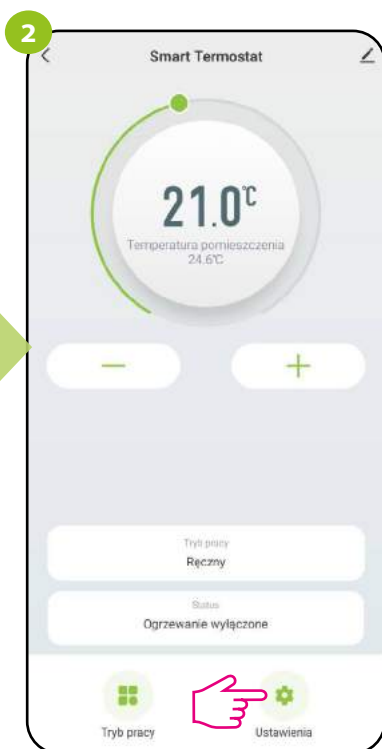 2
Smart Termostat
21.0°C
Temperatura pomieszczenia
24.6°C
Tryb pracy
Ręczny
Status
Ogrzewanie wyłączone
Tryb pracy
Ustawienia